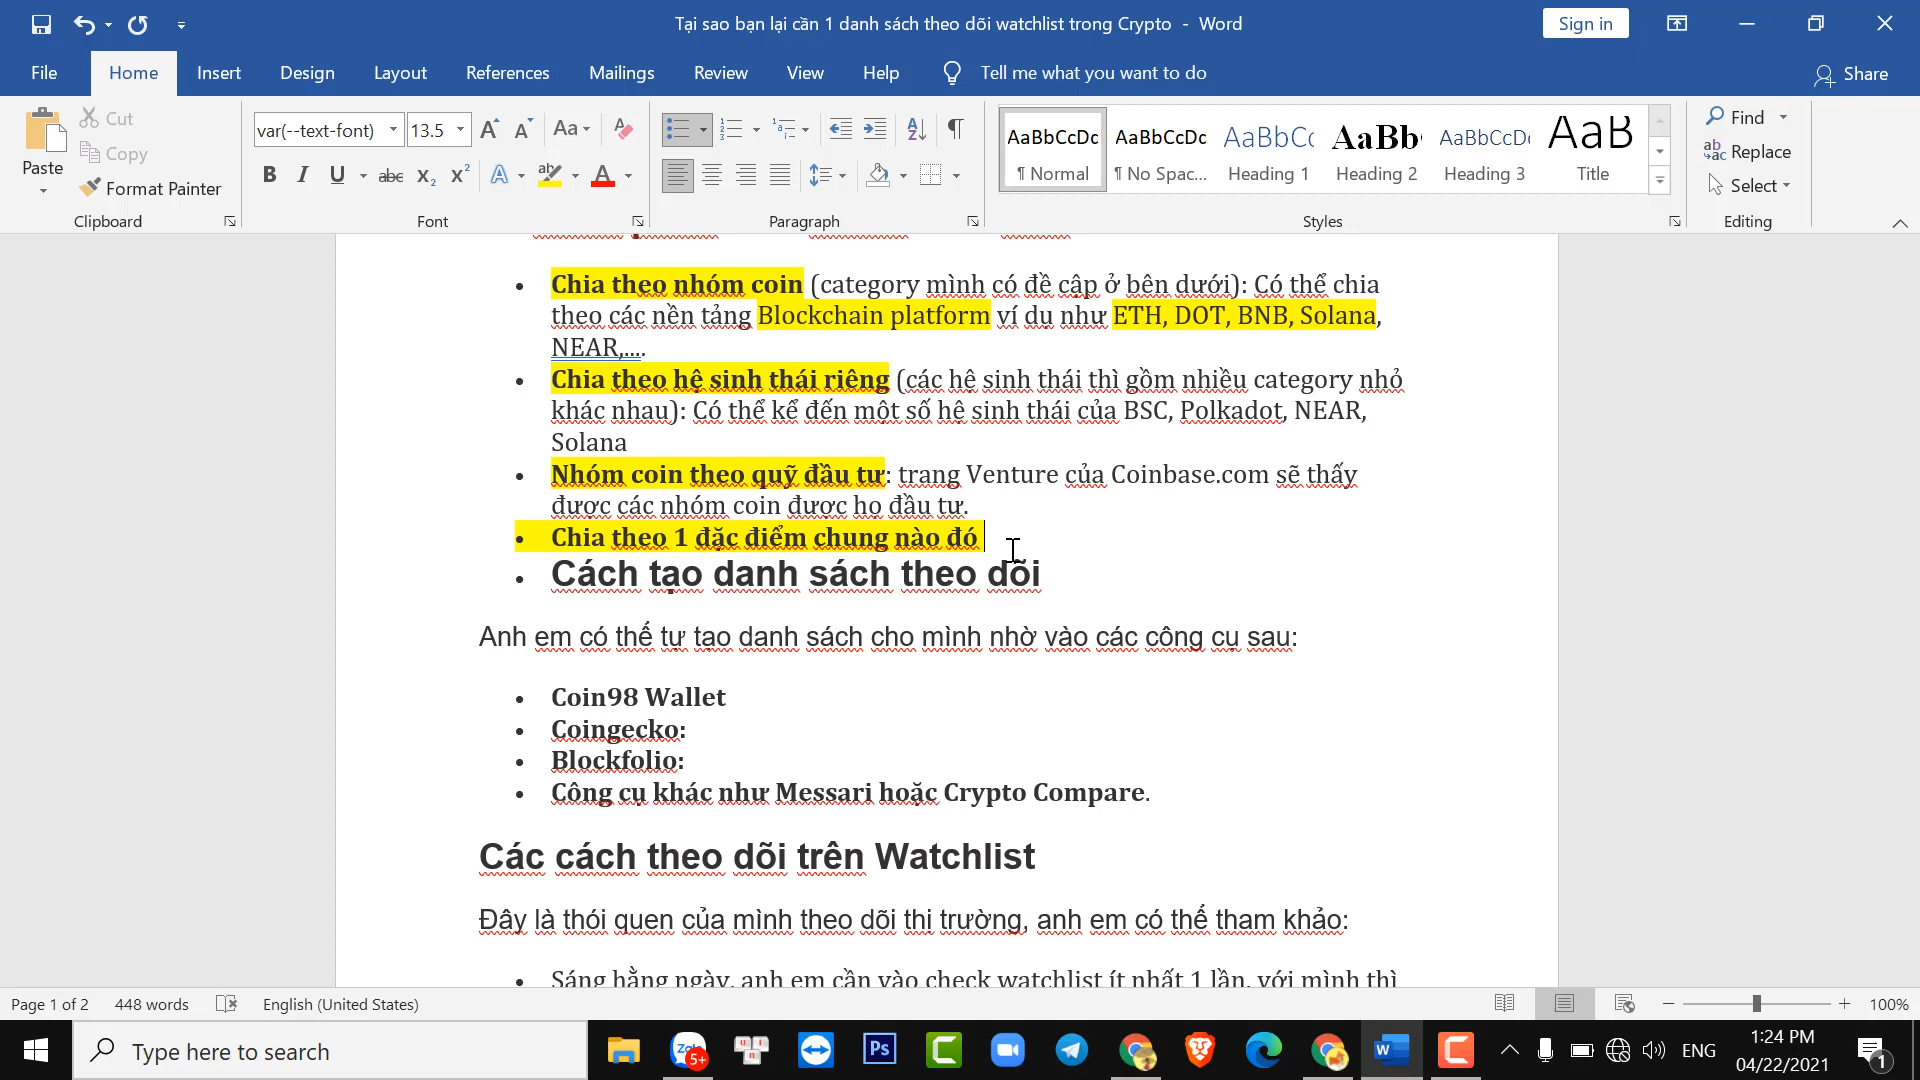 Tại sao bạn lại cần 1 danh sách theo dõi watchlist trong Crypto - Word
Sign in
File Home Insert Design Layout References Mailings Review View Help Tell me what you want to do Share
Paste
Cut
Copy
Format Painter
Clipboard
var(--text-font) 13.5
Font
Paragraph
AaBbCcDc AaBbCcDc AaBbCc AaBb AaBbCcDc AaB
¶ Normal ¶ No Spac... Heading 1 Heading 2 Heading 3 Title
Styles
Find
Replace
Select
Editing
• Chia theo nhóm coin (category mình có đề cập ở bên dưới): Có thể chia
theo các nền tảng Blockchain platform ví dụ như ETH, DOT, BNB, Solana,
NEAR,....
• Chia theo hệ sinh thái riêng (các hệ sinh thái thì gồm nhiều category nhỏ
khác nhau): Có thể kể đến một số hệ sinh thái của BSC, Polkadot, NEAR,
Solana
• Nhóm coin theo quỹ đầu tư: trang Venture của Coinbase.com sẽ thấy
được các nhóm coin được họ đầu tư.
• Chia theo 1 đặc điểm chung nào đó
• Cách tạo danh sách theo dõi
Anh em có thể tự tạo danh sách cho mình nhờ vào các công cụ sau:
• Coin98 Wallet
• Coingecko:
• Blockfolio:
• Công cụ khác như Messari hoặc Crypto Compare.
Các cách theo dõi trên Watchlist
Đây là thói quen của mình theo dõi thị trường, anh em có thể tham khảo:
• Sáng hằng ngày, anh em cần vào check watchlist ít nhất 1 lần, với mình thì
Page 1 of 2 448 words English (United States) 100%
Type here to search
ENG
1:24 PM
04/22/2021